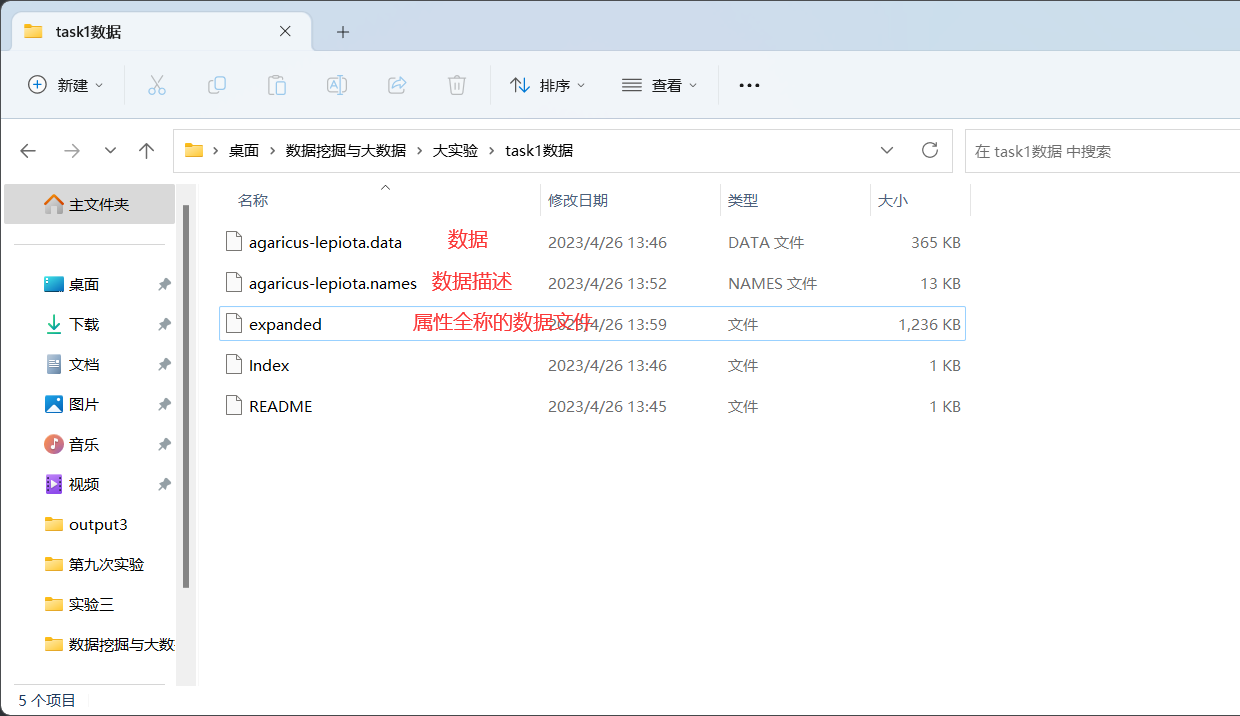 task1数据
新建 排序 查看
桌面 数据挖掘与大数据 大实验 task1数据 在 task1数据 中搜索
主文件夹
桌面
下载
文档
图片
音乐
视频
output3
第九次实验
实验三
数据挖掘与大数
名称 修改日期 类型 大小
agaricus-lepiota.data 数据 2023/4/26 13:46 DATA 文件 365 KB
agaricus-lepiota.names 数据描述 2023/4/26 13:52 NAMES 文件 13 KB
expanded 属性全称的数据文件 2023/4/26 13:59 文件 1,236 KB
Index 2023/4/26 13:46 文件 1 KB
README 2023/4/26 13:45 文件 1 KB
5 个项目